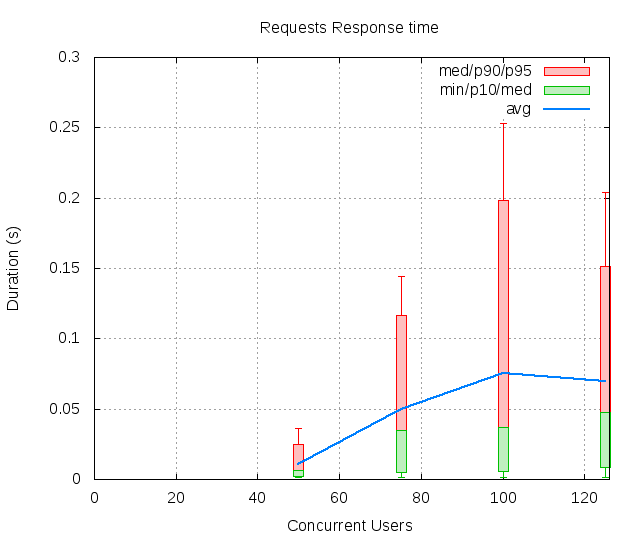 Requests Response time
med/p90/p95
min/p10/med
avg
0.3
0.25
0.2
0.15
0.1
0.05
0
Duration (s)
0 20 40 60 80 100 120
Concurrent Users